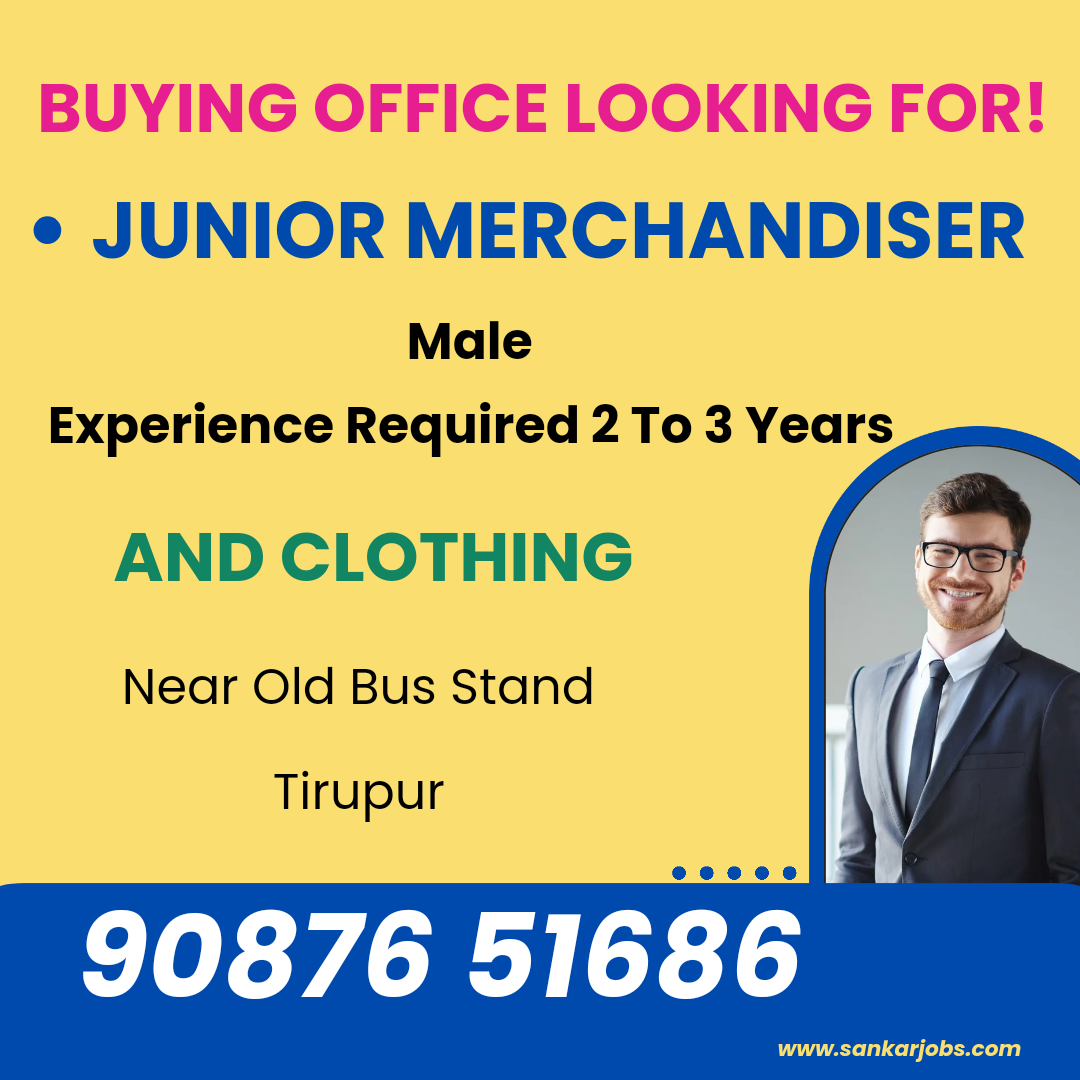 BUYING OFFICE LOOKING FOR!
• JUNIOR MERCHANDISER
Male
Experience Required 2 To 3 Years
AND CLOTHING
Near Old Bus Stand
Tirupur
90876 51686
www.sankarjobs.com